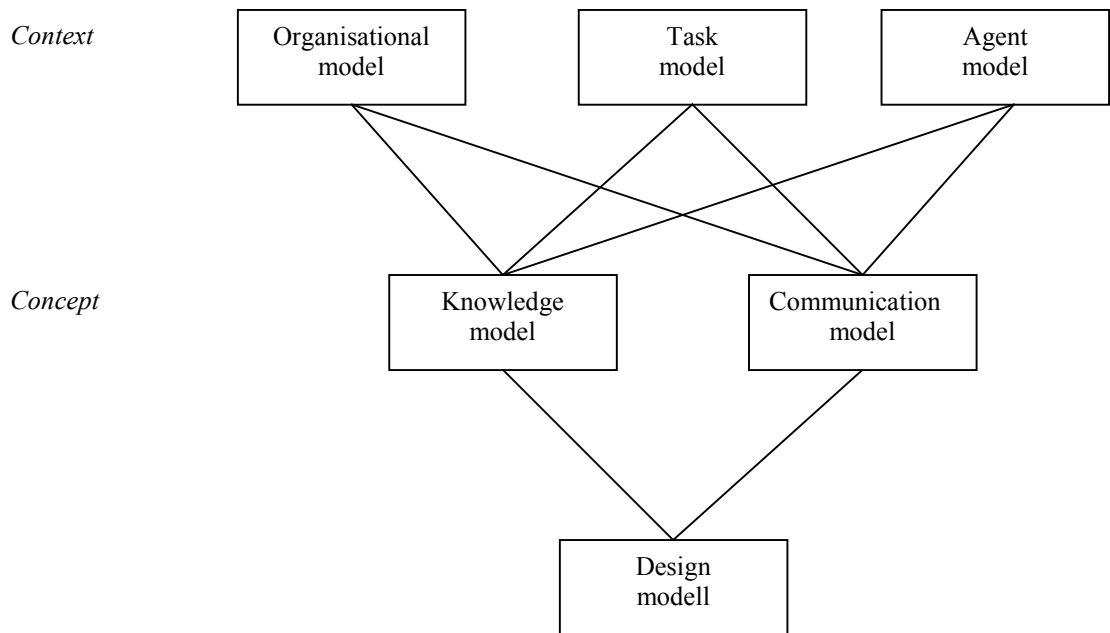 Context
Organisational
model
Task
model
Agent
model
Concept
Knowledge
model
Communication
model
Design
modell